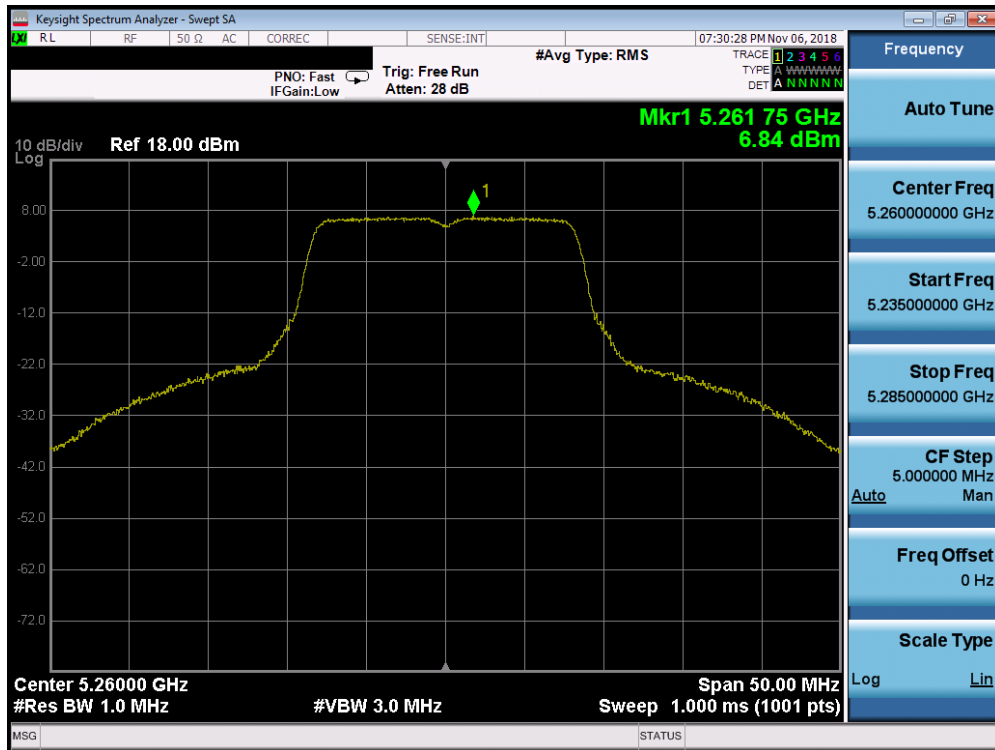 Keysight Spectrum Analyzer - Swept SA
LXI RL RF 50 Ω AC CORREC SENSE:INT 07:30:28 PM Nov 06, 2018
#Avg Type: RMS
TRACE 1 2 3 4 5 6
TYPE A WWWWW
DET A N N N N N
PNO: Fast
IFGain:Low
Trig: Free Run
Atten: 28 dB
Mkr1 5.261 75 GHz
6.84 dBm
10 dB/div
Log
Ref 18.00 dBm
1
8.00
-2.00
-12.0
-22.0
-32.0
-42.0
-52.0
-62.0
-72.0
Center 5.26000 GHz
#Res BW 1.0 MHz
#VBW 3.0 MHz
Span 50.00 MHz
Sweep 1.000 ms (1001 pts)
MSG
STATUS
Frequency
Auto Tune
Center Freq
5.260000000 GHz
Start Freq
5.235000000 GHz
Stop Freq
5.285000000 GHz
CF Step
5.000000 MHz
Auto Man
Freq Offset
0 Hz
Scale Type
Log Lin